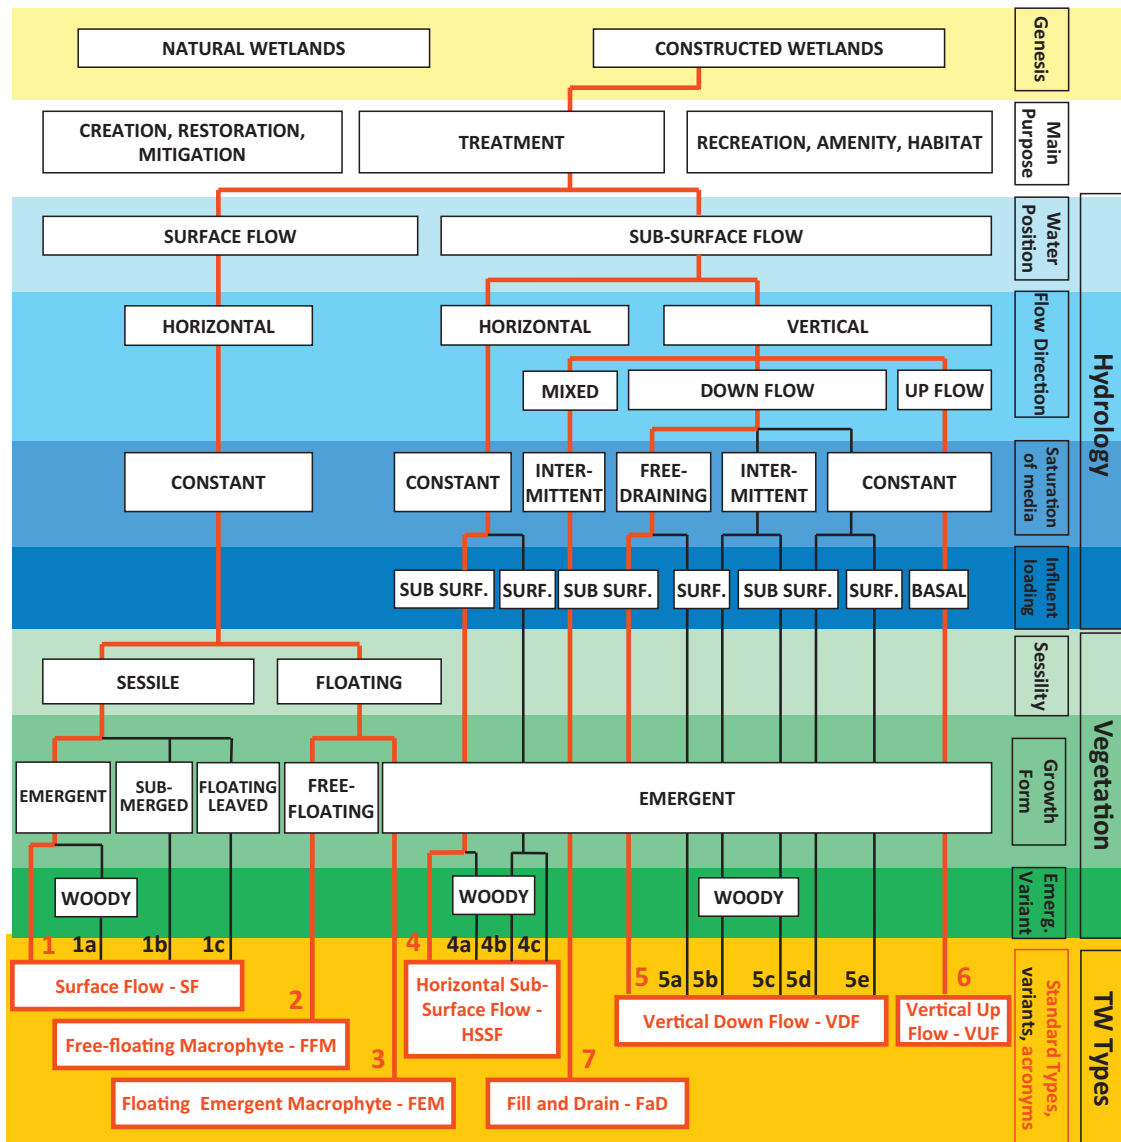 NATURAL WETLANDS
CONSTRUCTED WETLANDS
Genesis
CREATION, RESTORATION,
MITIGATION
TREATMENT
RECREATION, AMENITY, HABITAT
Main
Purpose
SURFACE FLOW
SUB-SURFACE FLOW
Water
Position
HORIZONTAL
HORIZONTAL
VERTICAL
MIXED
DOWN FLOW
UP FLOW
Flow Direction
Hydrology
CONSTANT
CONSTANT
INTER-
MITTENT
FREE-
DRAINING
INTER-
MITTENT
CONSTANT
Saturation
of media
SUB SURF.
SURF.
SUB SURF.
SURF.
SUB SURF.
SURF.
BASAL
Influent
loading
SESSILE
FLOATING
Sessility
EMERGENT
SUB-
MERGED
FLOATING
LEAVED
FREE-
FLOATING
EMERGENT
Growth
Form
Vegetation
WOODY
WOODY
WOODY
Emerg.
Variant
1
1a
1b
1c
4
4a
4b
4c
Surface Flow - SF
2
Horizontal Sub-
Surface Flow -
HSSF
5
5a
5b
5c
5d
5e
6
Vertical Down Flow - VDF
Vertical Up
Flow - VUF
Free-floating Macrophyte - FFM
3
7
Floating Emergent Macrophyte - FEM
Fill and Drain - FaD
Standard Types,
variants, acronyms
TW Types